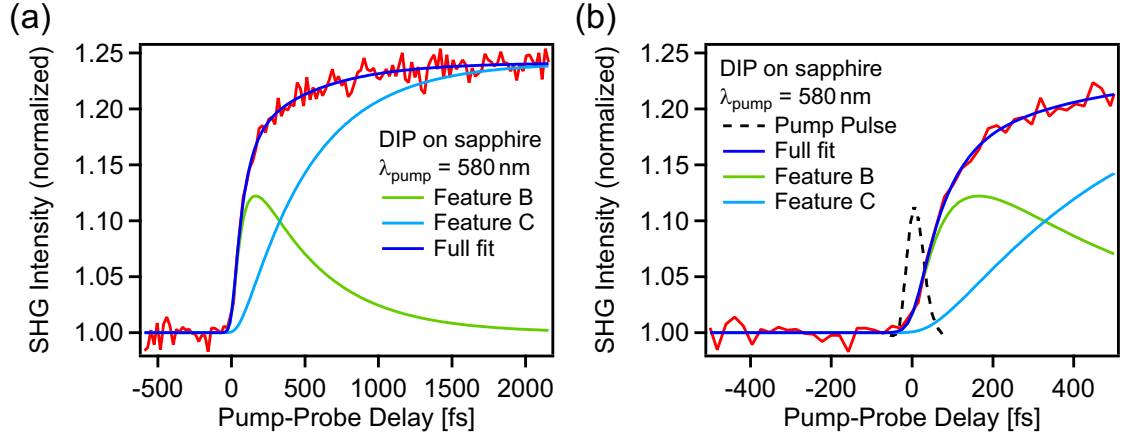 (a)
SHG Intensity (normalized)
1.25
1.20
1.15
1.10
1.05
1.00
DIP on sapphire
λpump = 580 nm
Feature B
Feature C
Full fit
-500
0
500
1000
1500
2000
Pump-Probe Delay [fs]
(b)
SHG Intensity (normalized)
1.25
1.20
1.15
1.10
1.05
1.00
DIP on sapphire
λpump = 580 nm
Pump Pulse
Full fit
Feature B
Feature C
-400
-200
0
200
400
Pump-Probe Delay [fs]